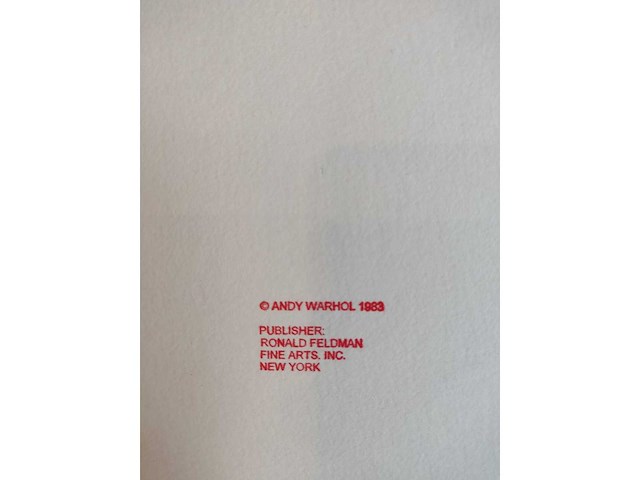 © ANDY WARHOL 1983
PUBLISHER:
RONALD FELDMAN
FINE ARTS, INC.
NEW YORK